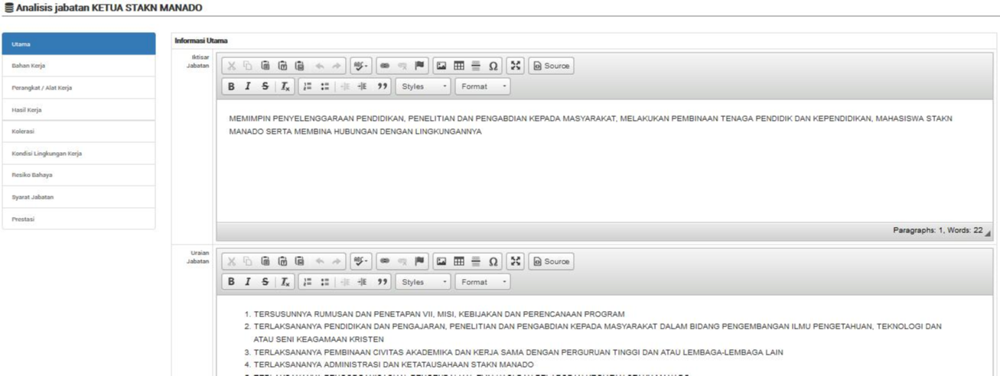 Analisis jabatan KETUA STAKN MANADO
Utama
Bahan Kerja
Perangkat / Alat Kerja
Hasil Kerja
Kolerasi
Kondisi Lingkungan Kerja
Resiko Bahaya
Syarat Jabatan
Prestasi
Informasi Utama
Iktisar
Jabatan
Source
Styles
Format
MEMIMPIN PENYELENGGARAAN PENDIDIKAN, PENELITIAN DAN PENGABDIAN KEPADA MASYARAKAT, MELAKUKAN PEMBINAAN TENAGA PENDIDIK DAN KEPENDIDIKAN, MAHASISWA STAKN
MANADO SERTA MEMBINA HUBUNGAN DENGAN LINGKUNGANNYA
Paragraphs: 1, Words: 22
Uraian
Jabatan
Source
Styles
Format
1. TERSUSUNNYA RUMUSAN DAN PENETAPAN VII, MISI, KEBIJAKAN DAN PERENCANAAN PROGRAM
2. TERLAKSANANYA PENDIDIKAN DAN PENGAJARAN, PENELITIAN DAN PENGABDIAN KEPADA MASYARAKAT DALAM BIDANG PENGEMBANGAN ILMU PENGETAHUAN, TEKNOLOGI DAN
ATAU SENI KEAGAMAAN KRISTEN
3. TERLAKSANANYA PEMBINAAN CIVITAS AKADEMIKA DAN KERJA SAMA DENGAN PERGURUAN TINGGI DAN ATAU LEMBAGA-LEMBAGA LAIN
4. TERLAKSANANYA ADMINISTRASI DAN KETATAUSAHAAN STAKN MANADO